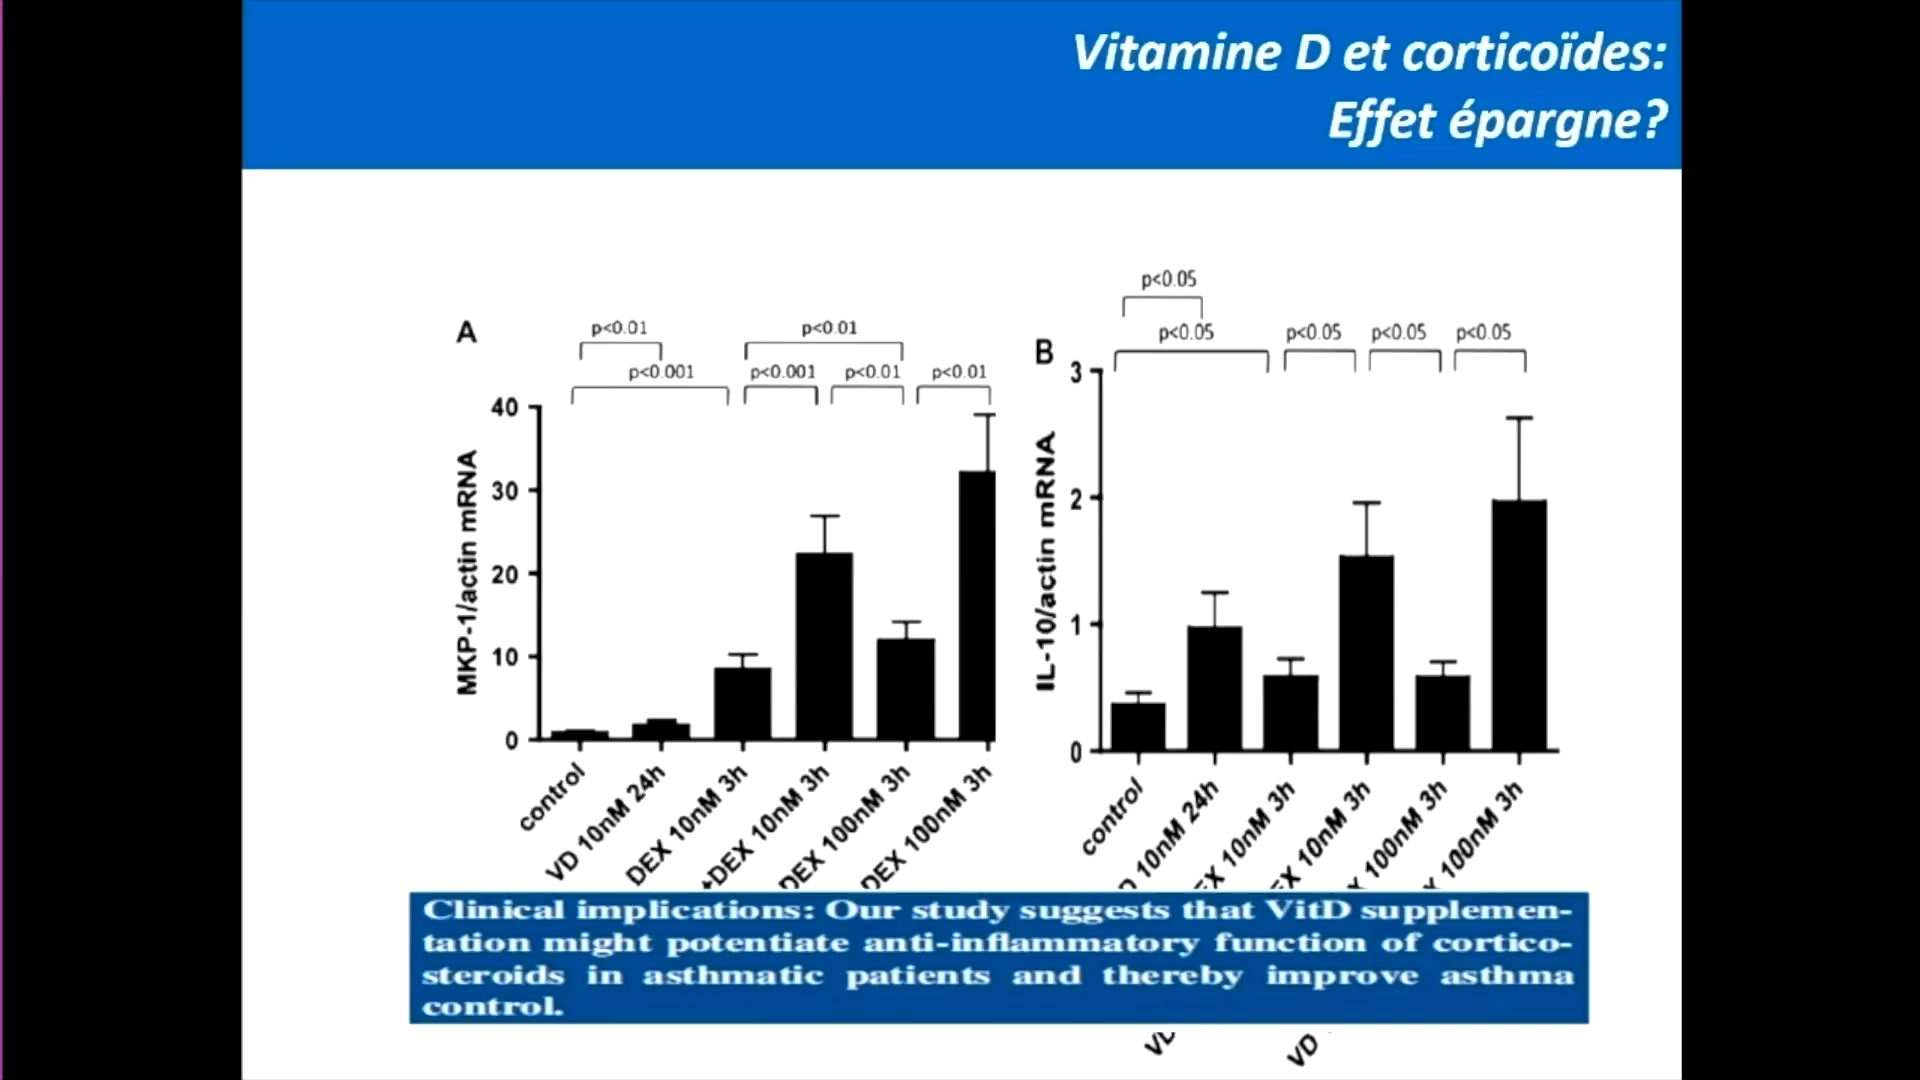 Vitamine D et corticoïdes:
Effet épargne?
A
p<0.01
p<0.01
p<0.001
p<0.001
p<0.01
p<0.01
MKP-1/actin mRNA
40
30
20
10
0
control
VD 10nM 24h
DEX 10nM 3h
+DEX 10nM 3h
DEX 100nM 3h
DEX 100nM 3h
B
p<0.05
p<0.05
p<0.05
p<0.05
p<0.05
IL-10/actin mRNA
3
2
1
0
control
D 10nM 24h
EX 10nM 3h
EX 10nM 3h
X 100nM 3h
X 100nM 3h
Clinical implications: Our study suggests that VitD supplemen-
tation might potentiate anti-inflammatory function of cortico-
steroids in asthmatic patients and thereby improve asthma
control.
VD